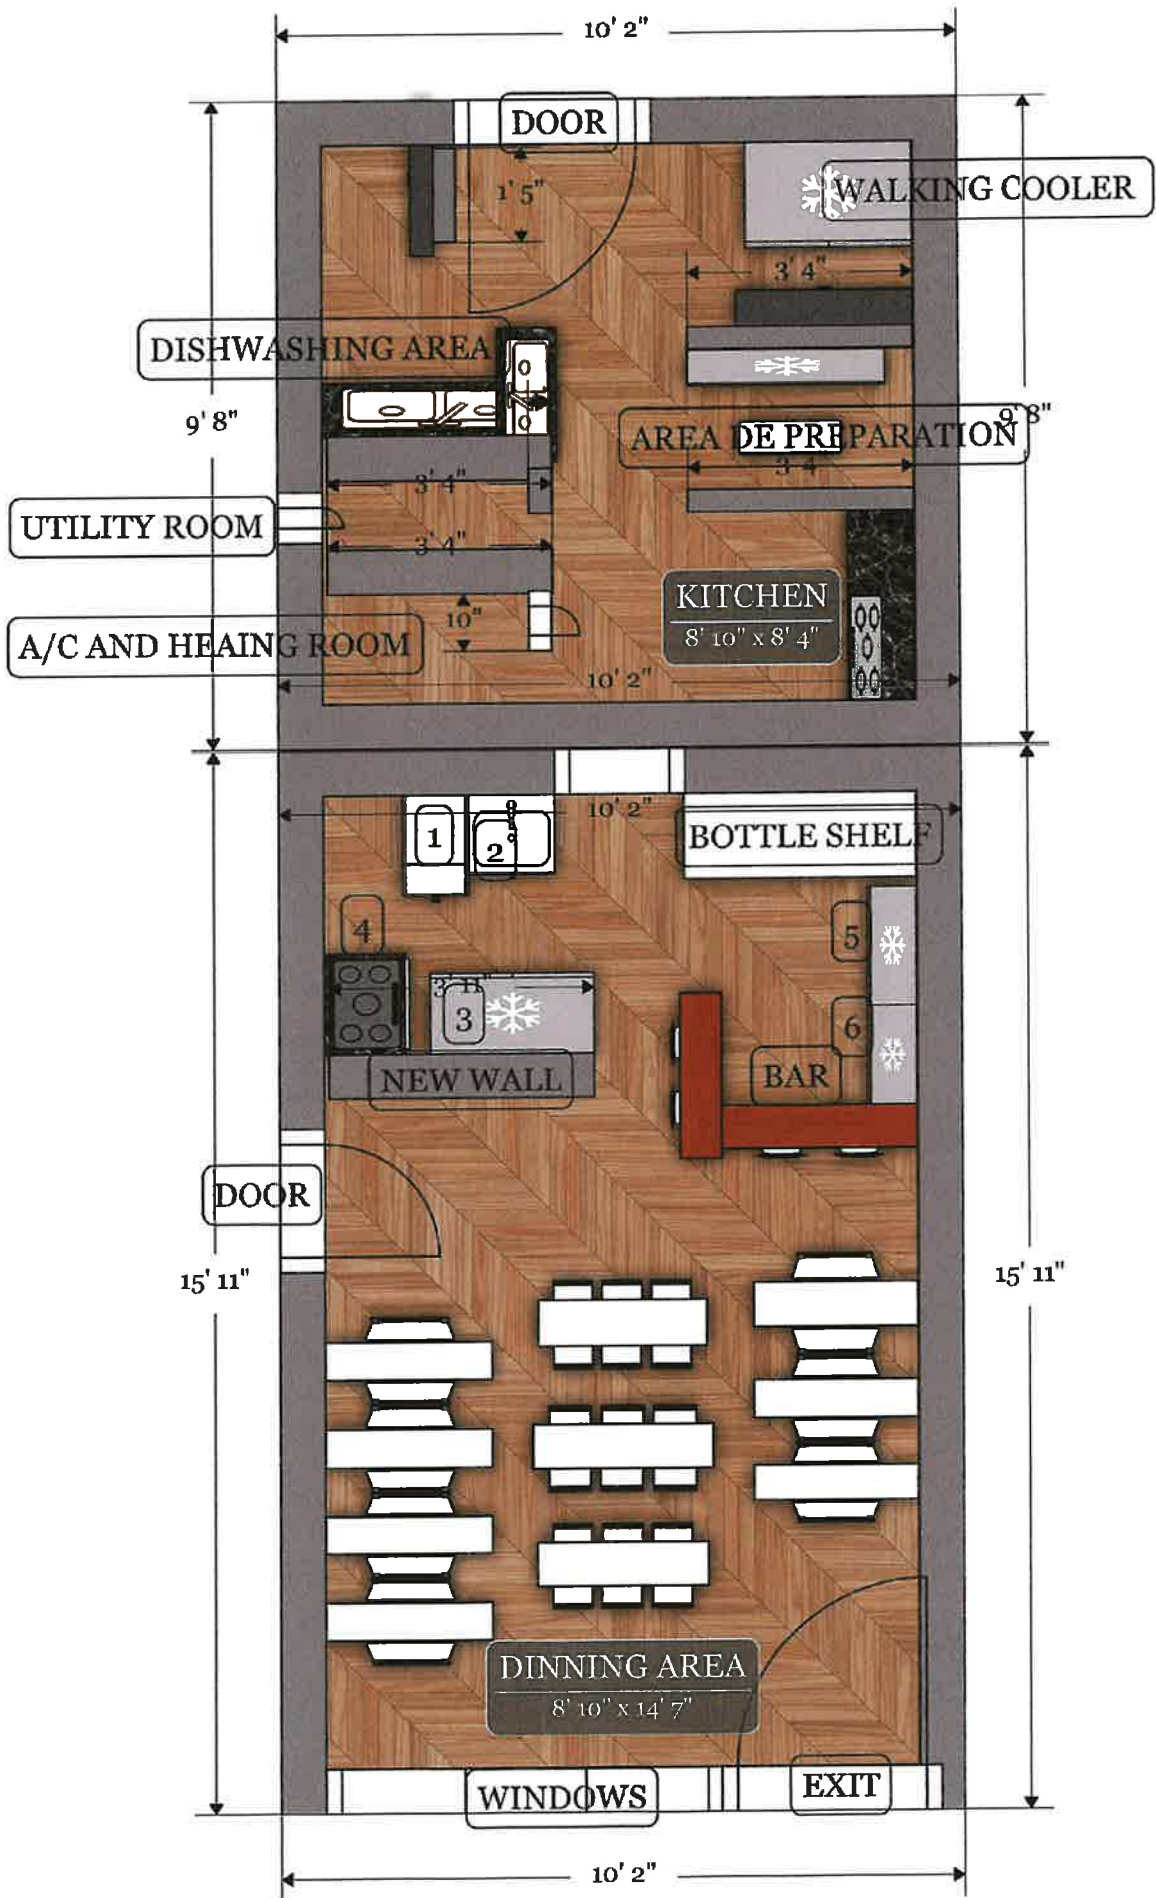 10' 2"
DOOR
1' 5"
WALKING COOLER
3' 4"
DISHWASHING AREA
9' 8"
9' 8"
AREA DE PREPARATION
3' 4"
3' 4"
UTILITY ROOM
3' 4"
KITCHEN
8' 10" x 8' 4"
10"
A/C AND HEAING ROOM
10' 2"
10' 2"
1
2
BOTTLE SHELF
4
5
3' 11"
3
6
NEW WALL
BAR
DOOR
15' 11"
15' 11"
DINNING AREA
8' 10" x 14' 7"
WINDOWS
EXIT
10' 2"